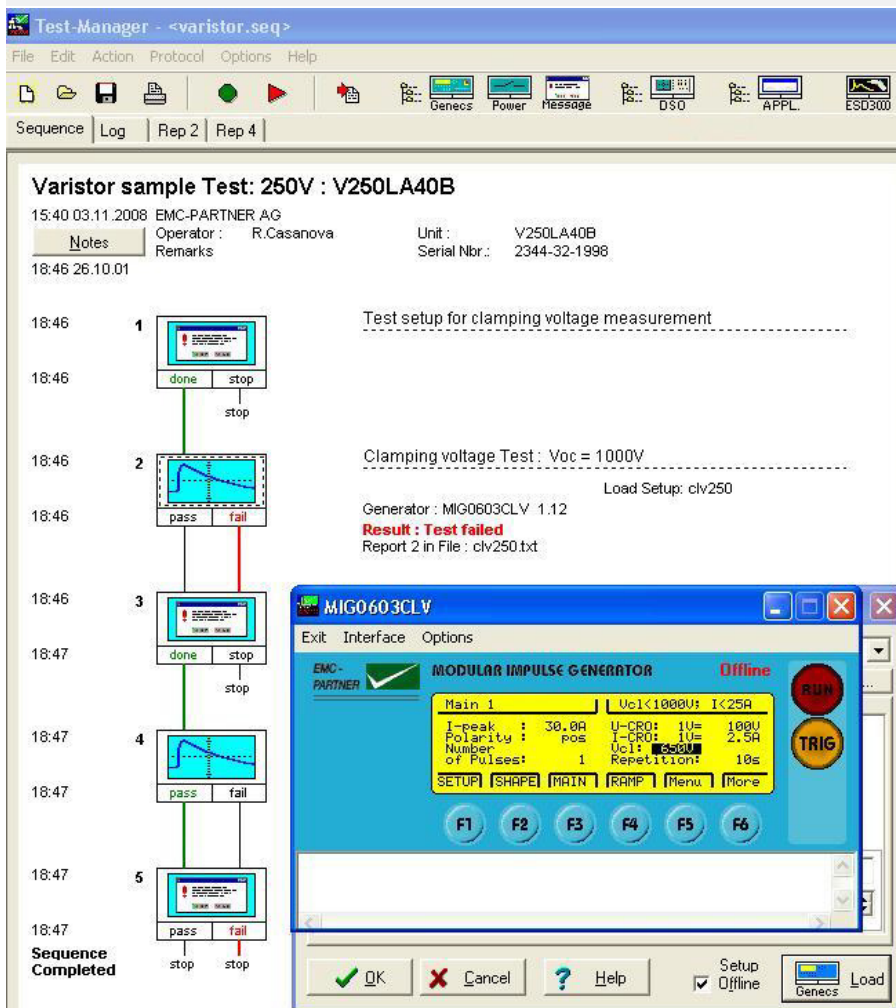 Test-Manager - <varistor.seq>
File Edit Action Protocol Options Help
Genecs Power Message DSO APPL. ESD300
Sequence Log Rep 2 Rep 4
Varistor sample Test: 250V : V250LA40B
15:40 03.11.2008 EMC-PARTNER AG
Notes
Operator : R.Casanova Unit : V250LA40B
Remarks Serial Nbr.: 2344-32-1998
18:46 26.10.01
18:46 1 Test setup for clamping voltage measurement
18:46 done stop
stop
18:46 2 Clamping voltage Test : Voc = 1000V
Load Setup: clv250
Generator : MIG0603CLV 1.12
18:46 pass fail
Result : Test failed
Report 2 in File : clv250.txt
18:46 3
18:47 done stop
stop
18:47 4
18:47 pass fail
18:47 5
18:47 pass fail
Sequence
Completed
stop stop
MIG0603CLV
Exit Interface Options
EMC-
PARTNER
MODULAR IMPULSE GENERATOR Offline
RUN
TRIG
Main 1 Vcl<1000V; I<25A
I-peak : 30.0A U-CRO: 1V= 100V
Polarity : pos I-CRO: 1V= 2.5A
Number Vcl: 650V
of Pulses: 1 Repetition: 10s
SETUP SHAPE MAIN RAMP Menu More
F1 F2 F3 F4 F5 F6
...
OK Cancel Help Setup
Offline
Genecs Load